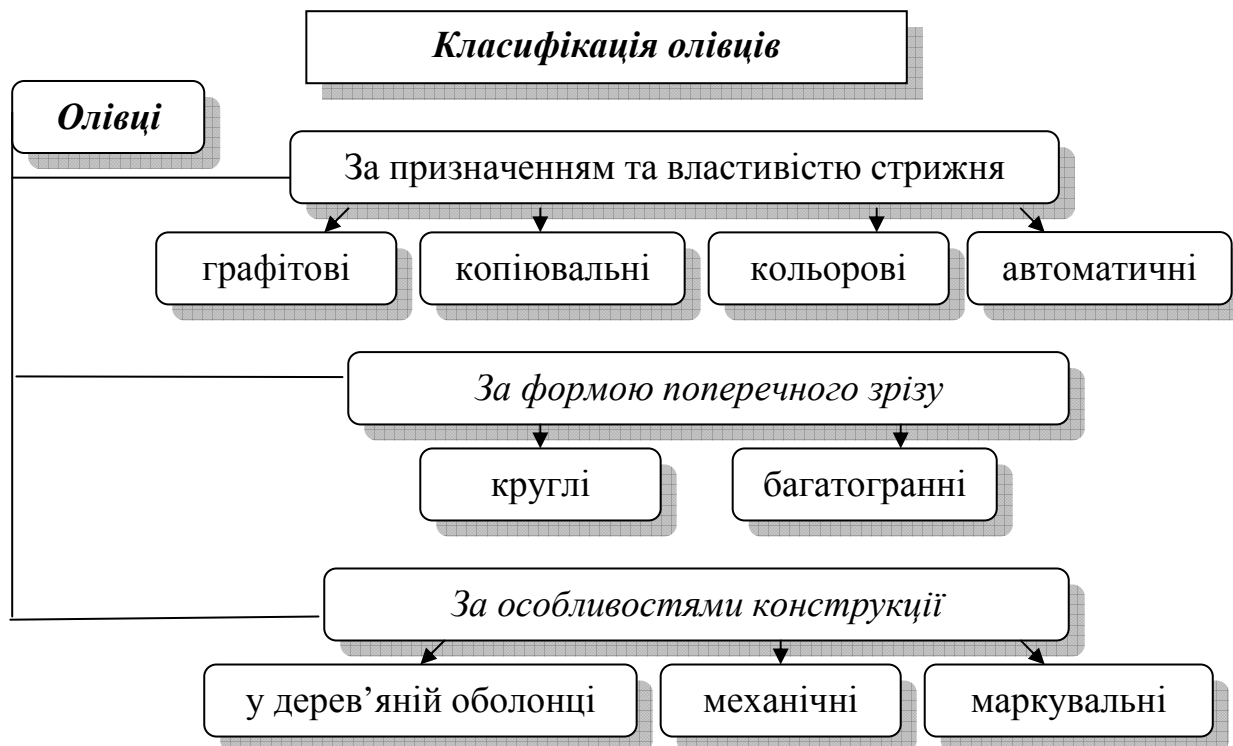 Класифікація олівців
Олівці
За призначенням та властивістю стрижня
графітові
копіювальні
кольорові
автоматичні
За формою поперечного зрізу
круглі
багатогранні
За особливостями конструкції
у дерев’яній оболонці
механічні
маркувальні